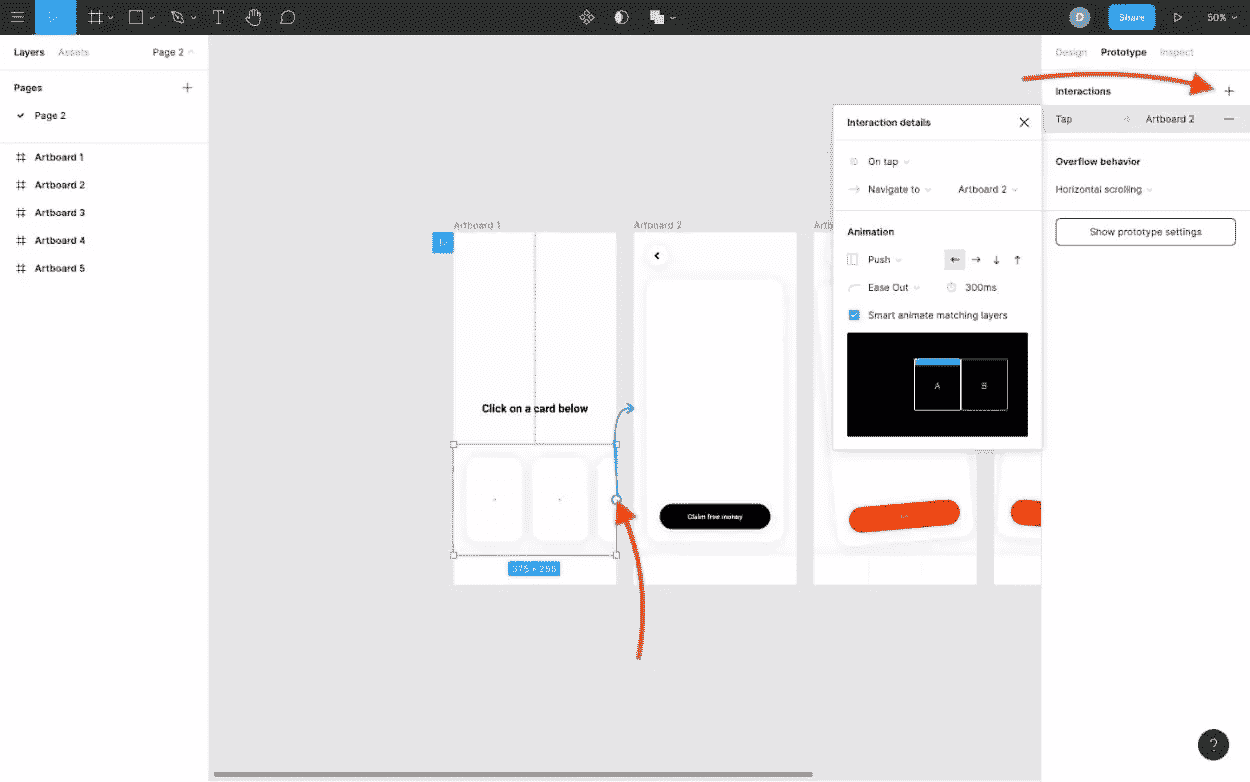 D
Share
50%
Layers
Assets
Page 2
Design
Prototype
Inspect
Pages
Interactions
Page 2
Tap
Artboard 2
Interaction details
Artboard 1
Overflow behavior
On tap
Artboard 2
Horizontal scrolling
Navigate to
Artboard 2
Artboard 3
Artboard 1
Artboard 2
Artb
Animation
Show prototype settings
Artboard 4
Push
Artboard 5
Ease Out
300ms
Smart animate matching layers
A
B
Click on a card below
Claim free money
375 × 255
?